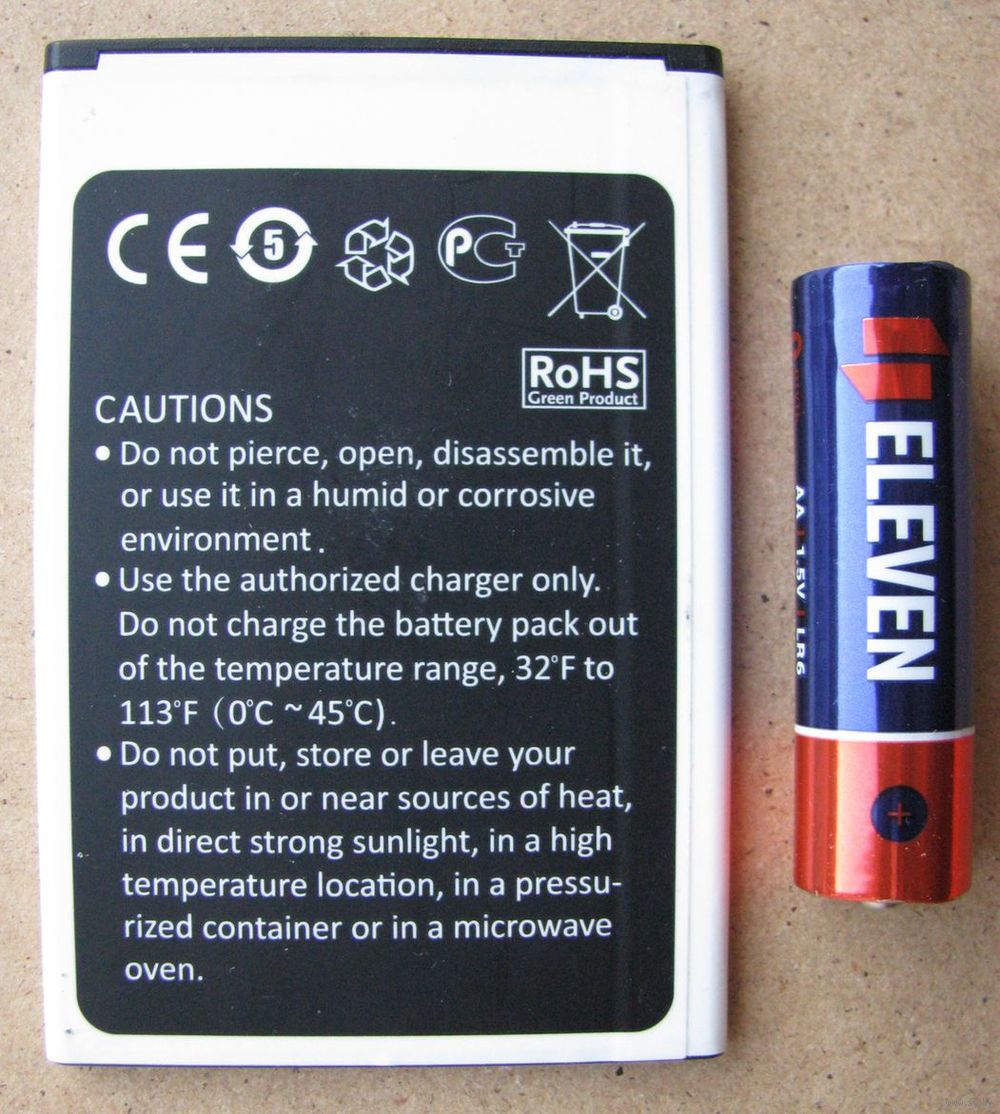 CE
5
PCT
RoHS
Green Product
CAUTIONS
• Do not pierce, open, disassemble it,
or use it in a humid or corrosive
environment .
• Use the authorized charger only.
Do not charge the battery pack out
of the temperature range, 32°F to
113°F (0°C ~ 45°C).
• Do not put, store or leave your
product in or near sources of heat,
in direct strong sunlight, in a high
temperature location, in a pressu-
rized container or in a microwave
oven.
ELEVEN
AA | 1.5V | LR6
+